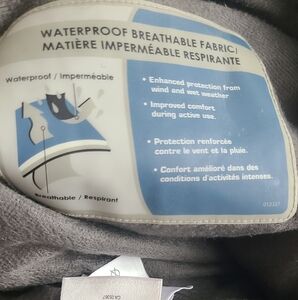 WATERPROOF BREATHABLE FABRIC/
MATIÈRE IMPERMÉABLE RESPIRANTE
Waterproof / Imperméable
• Enhanced protection from
wind and wet weather
• Improved comfort
during active use.
• Protection renforcée
contre le vent et la pluie.
• Confort amélioré dans des
conditions d'activités intenses.
Breathable / Respirant